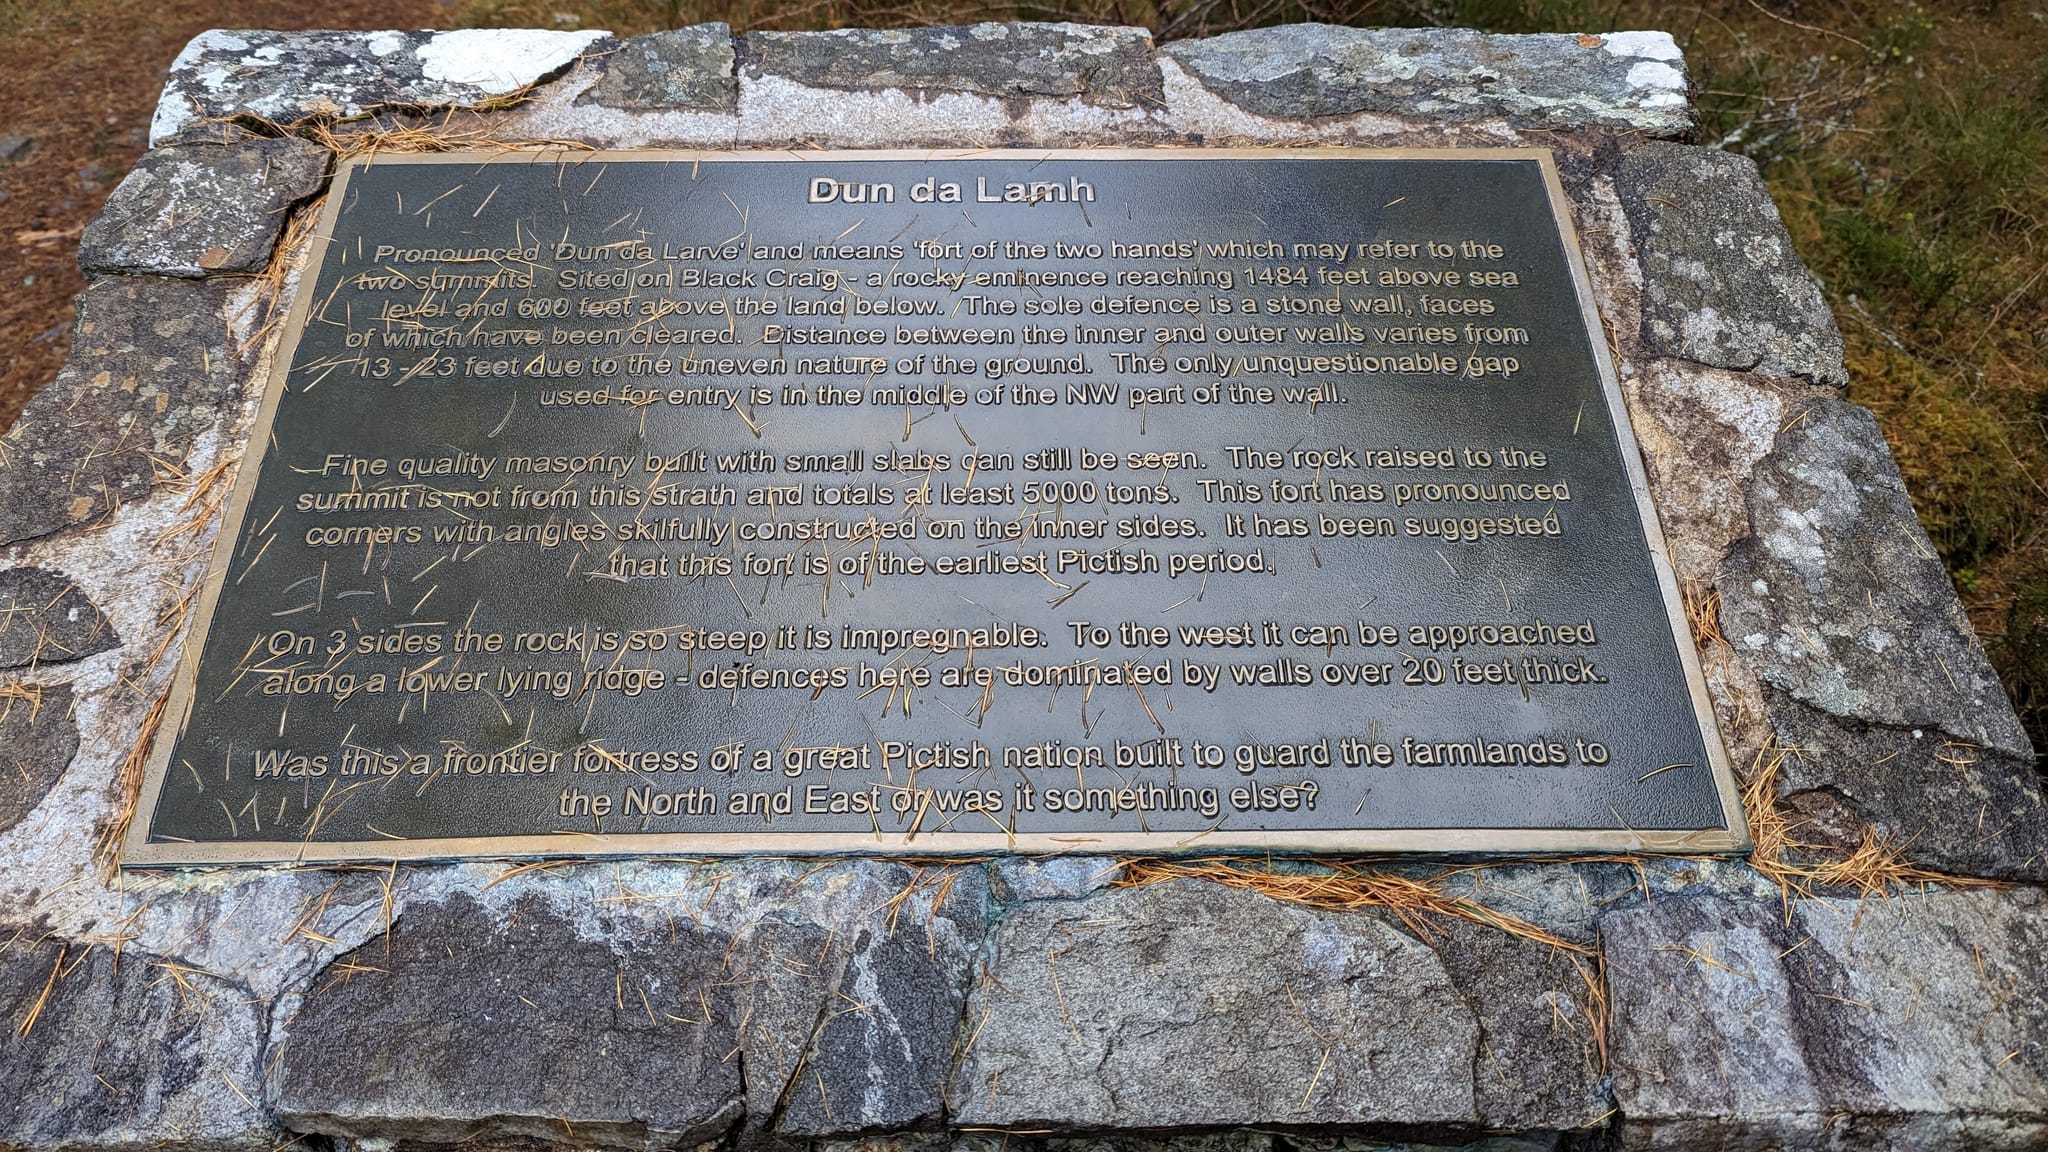 Dun da Lamh
Pronounced 'Dun da Larve' and means 'fort of the two hands' which may refer to the
two summits. Sited on Black Craig - a rocky eminence reaching 1484 feet above sea
level and 600 feet above the land below. The sole defence is a stone wall, faces
of which have been cleared. Distance between the inner and outer walls varies from
13 - 23 feet due to the uneven nature of the ground. The only unquestionable gap
used for entry is in the middle of the NW part of the wall.
Fine quality masonry built with small slabs can still be seen. The rock raised to the
summit is not from this strath and totals at least 5000 tons. This fort has pronounced
corners with angles skilfully constructed on the inner sides. It has been suggested
that this fort is of the earliest Pictish period.
On 3 sides the rock is so steep it is impregnable. To the west it can be approached
along a lower lying ridge - defences here are dominated by walls over 20 feet thick.
Was this a frontier fortress of a great Pictish nation built to guard the farmlands to
the North and East or was it something else?